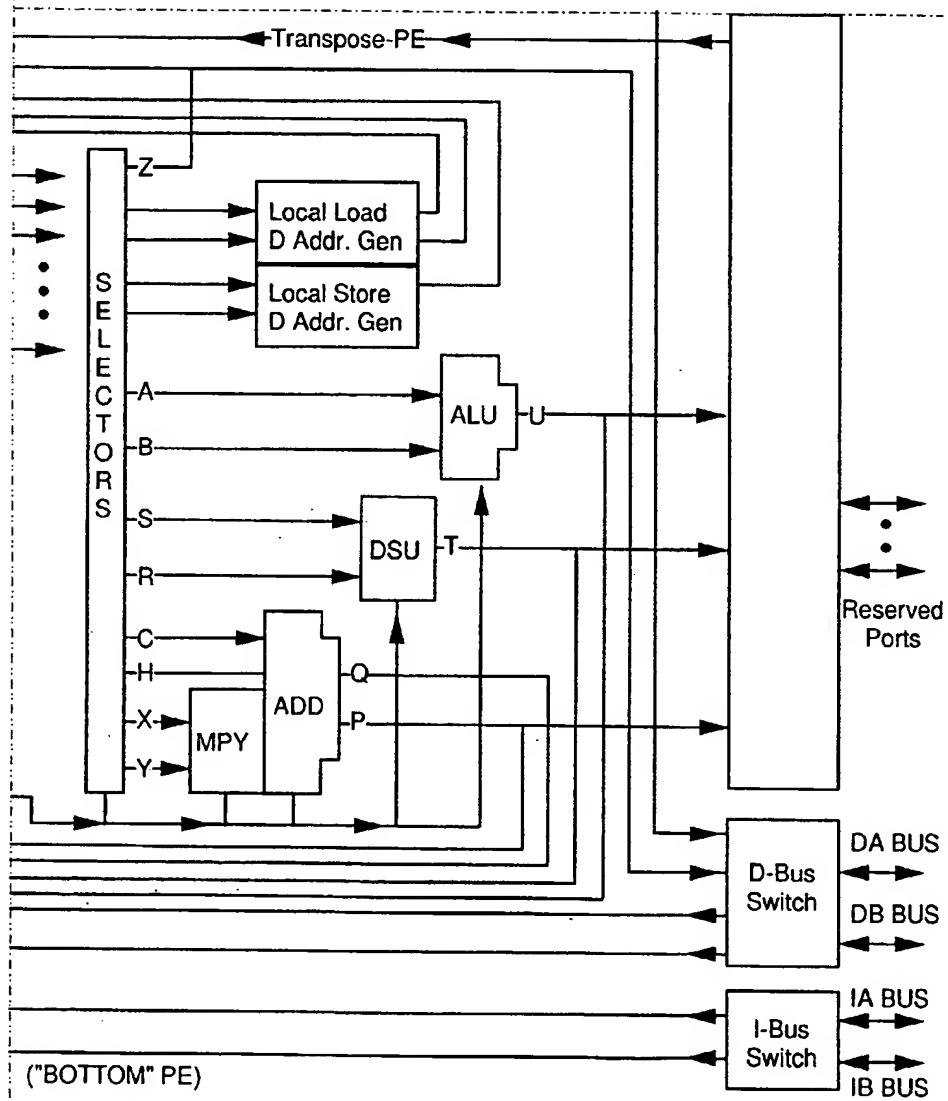 Transpose-PE
Z
Local Load
D Addr. Gen
Local Store
D Addr. Gen
SELECTORS
A
B
ALU
U
S
R
DSU
T
Reserved
Ports
C
H
X
Y
MPY
ADD
Q
P
D-Bus
Switch
DA BUS
DB BUS
I-Bus
Switch
IA BUS
IB BUS
("BOTTOM" PE)